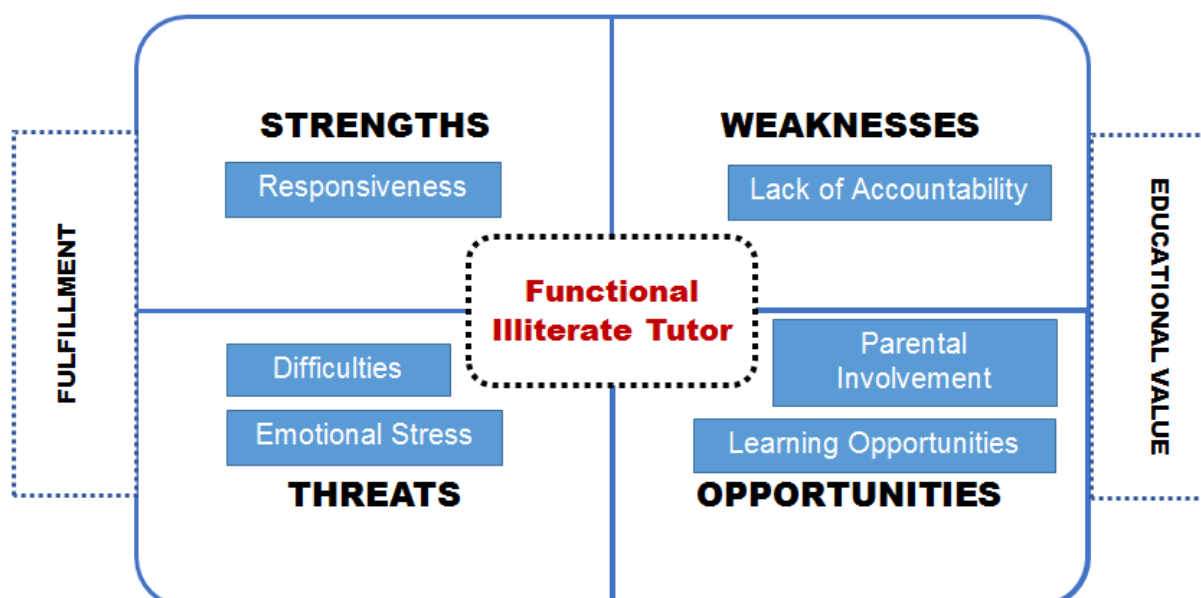 STRENGTHS
Responsiveness
WEAKNESSES
Lack of Accountability
FULFILLMENT
Functional
Illiterate Tutor
EDUCATIONAL VALUE
Difficulties
Emotional Stress
THREATS
Parental
Involvement
Learning Opportunities
OPPORTUNITIES